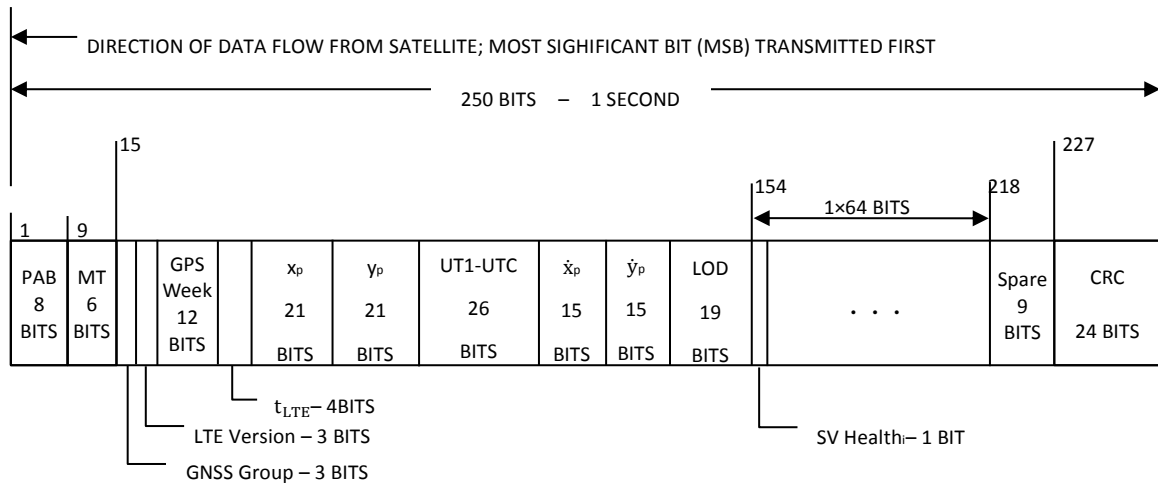 DIRECTION OF DATA FLOW FROM SATELLITE; MOST SIGHIFICANT BIT (MSB) TRANSMITTED FIRST
250 BITS – 1 SECOND
15
227
154
218
1×64 BITS
1
9
PAB
8
BITS
MT
6
BITS
GPS
Week
12
BITS
xp
21
BITS
yp
21
BITS
UT1-UTC
26
BITS
ẋp
15
BITS
ẏp
15
BITS
LOD
19
BITS
. . .
Spare
9
BITS
CRC
24 BITS
tLTE– 4BITS
LTE Version – 3 BITS
GNSS Group – 3 BITS
SV Healthi– 1 BIT